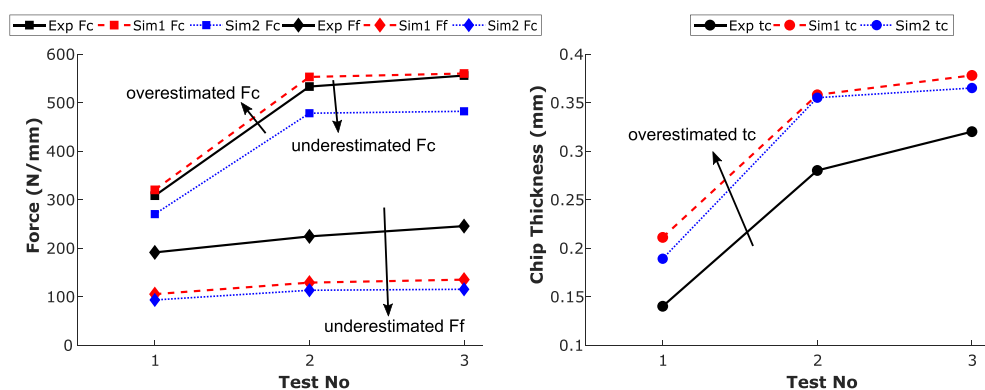 Exp Fc Sim1 Fc Sim2 Fc Exp Ff Sim1 Ff Sim2 Fc
600
500
400
300
200
100
0
Force (N/mm)
overestimated Fc
underestimated Fc
underestimated Ff
1 2 3
Test No
Exp tc Sim1 tc Sim2 tc
0.4
0.35
0.3
0.25
0.2
0.15
0.1
Chip Thickness (mm)
overestimated tc
1 2 3
Test No